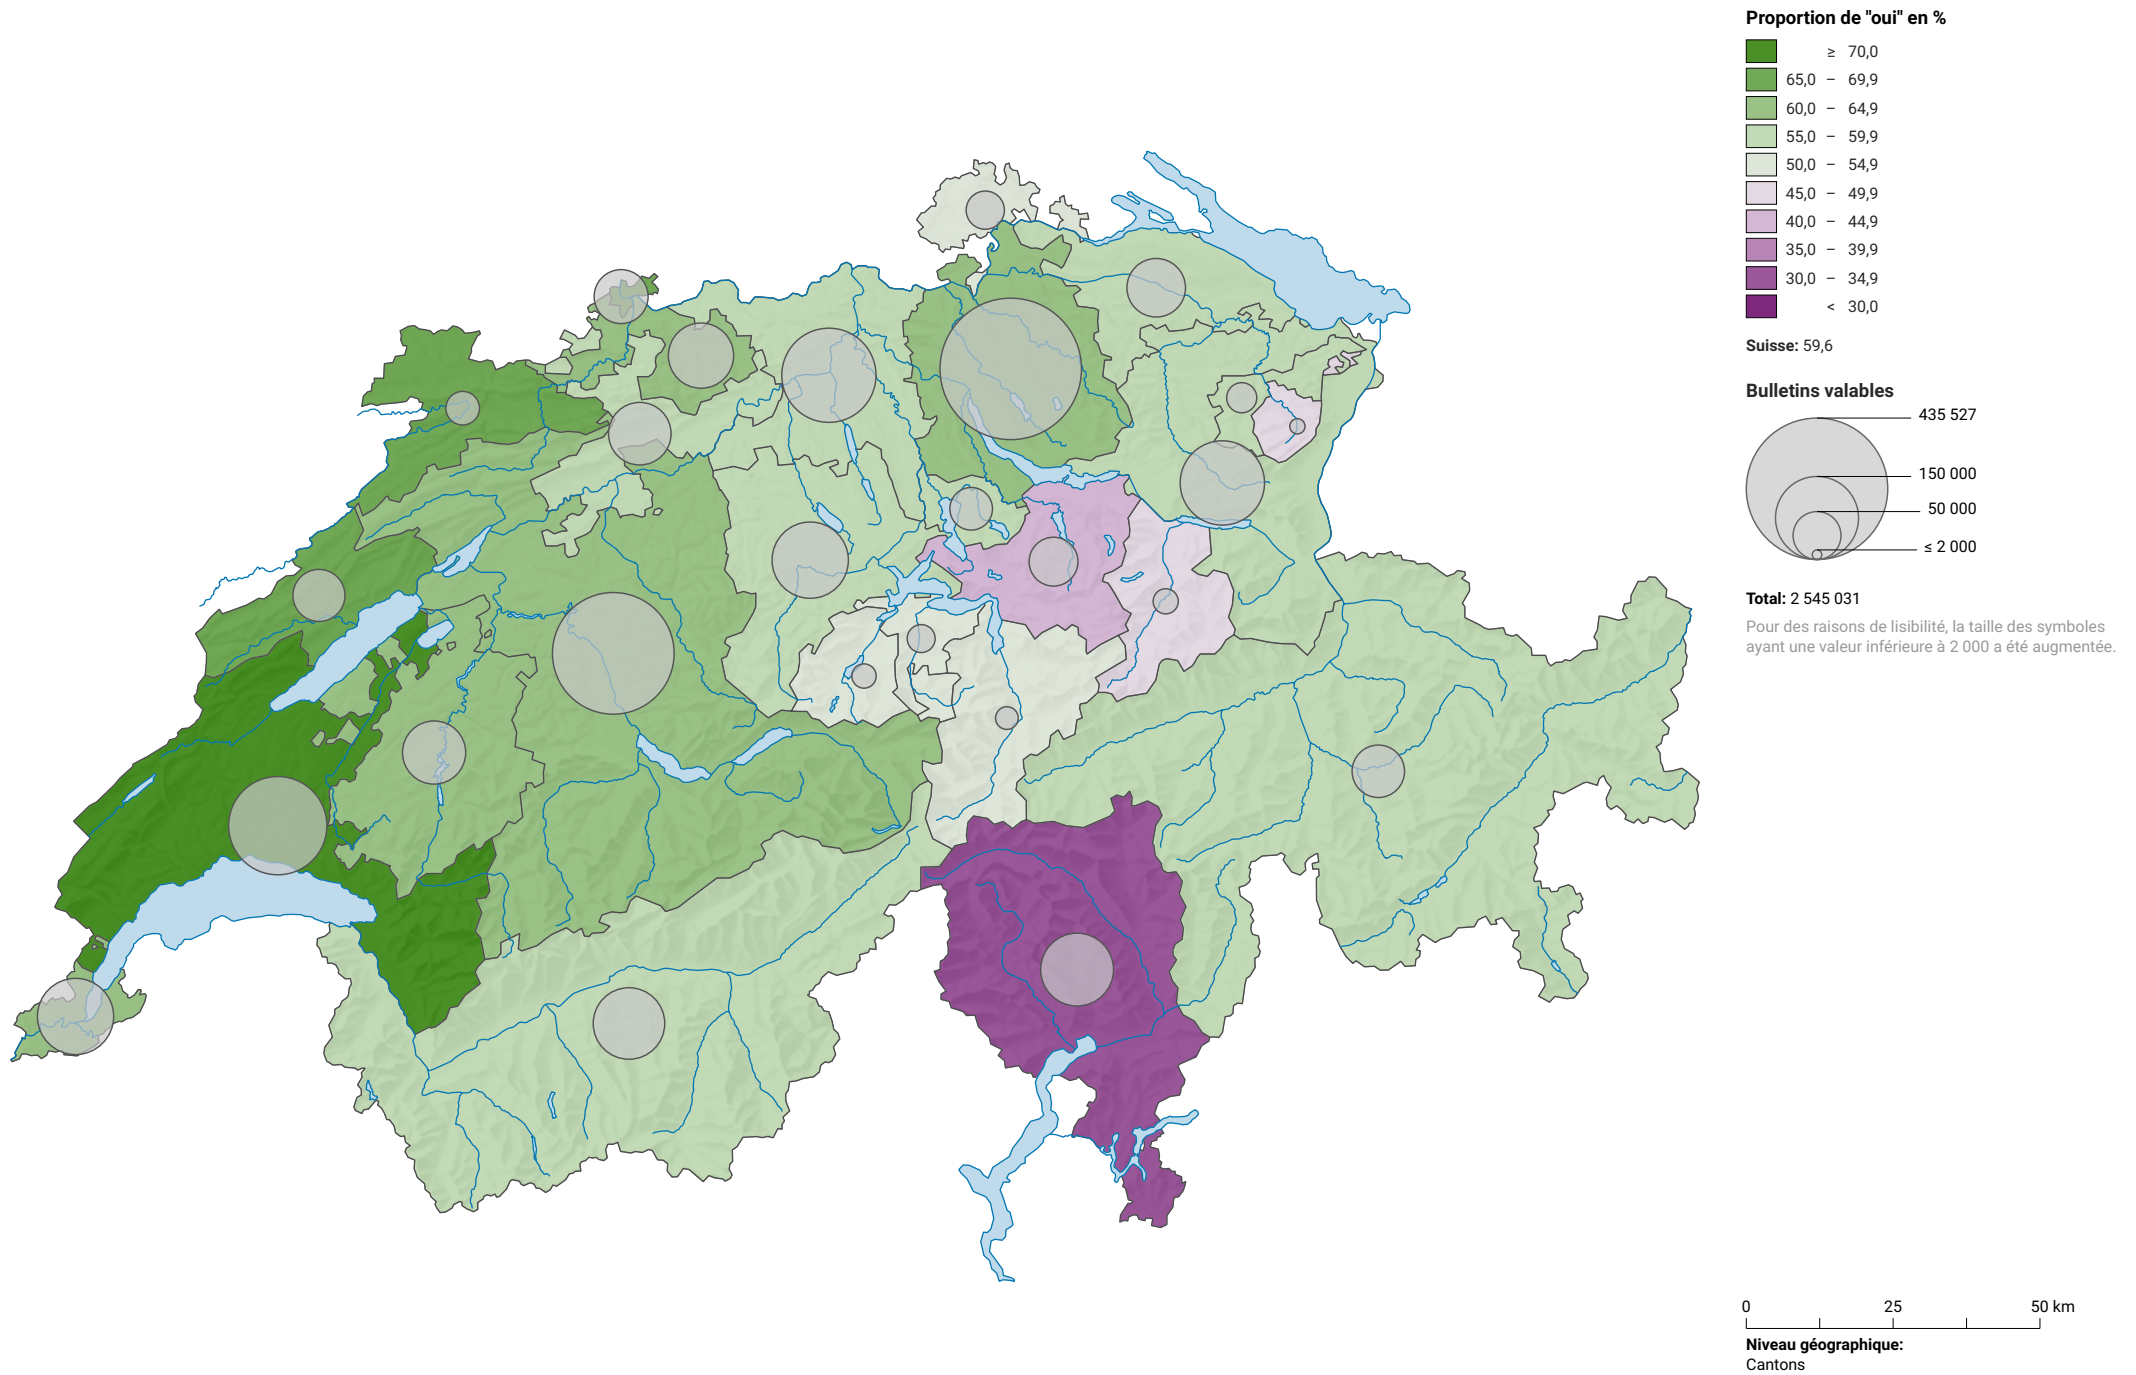 Proportion de "oui" en %
≥ 70,0
65,0 – 69,9
60,0 – 64,9
55,0 – 59,9
50,0 – 54,9
45,0 – 49,9
40,0 – 44,9
35,0 – 39,9
30,0 – 34,9
< 30,0
Suisse: 59,6
Bulletins valables
435 527
150 000
50 000
≤ 2 000
Total: 2 545 031
Pour des raisons de lisibilité, la taille des symboles
ayant une valeur inférieure à 2 000 a été augmentée.
0 25 50 km
Niveau géographique:
Cantons